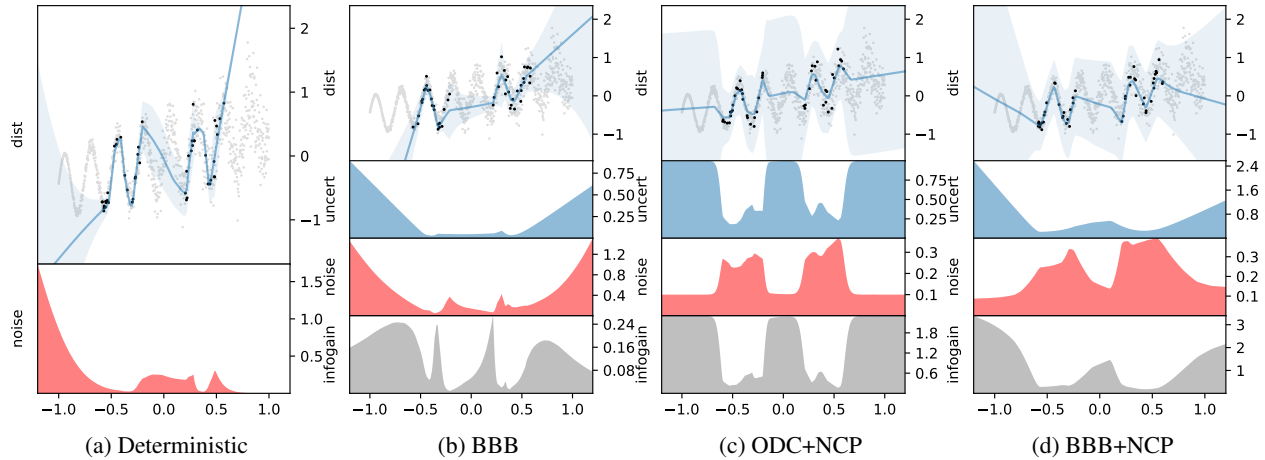 dist
2
1
0
−1
noise
1.5
1.0
0.5
−1.0 −0.5 0.0 0.5 1.0
(a) Deterministic
dist
2
1
0
−1
uncert
0.75
0.50
0.25
noise
1.2
0.8
0.4
infogain
0.24
0.16
0.08
−1.0 −0.5 0.0 0.5 1.0
(b) BBB
dist
2
1
0
−1
uncert
0.75
0.50
0.25
noise
0.3
0.2
0.1
infogain
1.8
1.2
0.6
−1.0 −0.5 0.0 0.5 1.0
(c) ODC+NCP
dist
2
1
0
−1
uncert
2.4
1.6
0.8
noise
0.3
0.2
0.1
infogain
3
2
1
−1.0 −0.5 0.0 0.5 1.0
(d) BBB+NCP